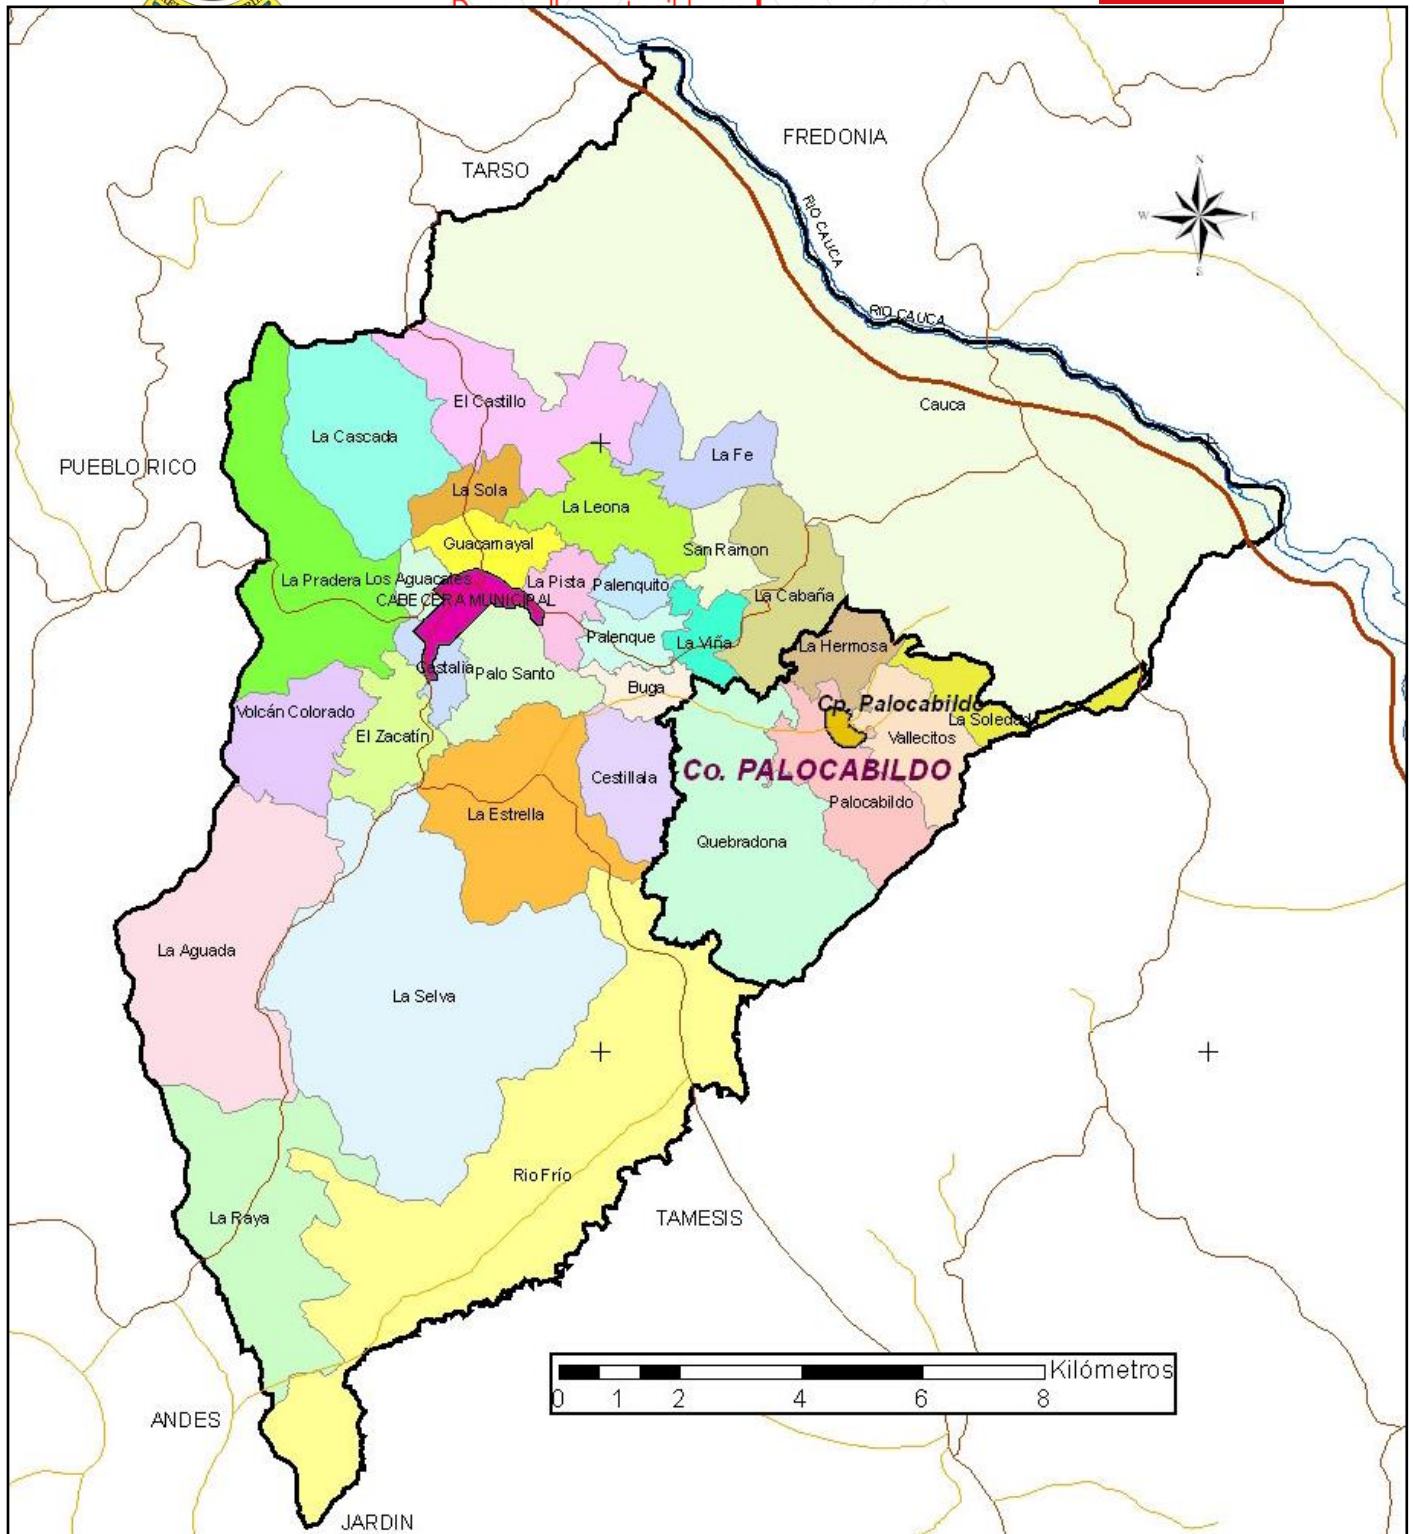 FREDONIA
TARSO
N
W
E
S
RIO CAUCA
RIO CAUCA
Cauca
El Castillo
La Cascada
La Fe
PUEBLO RICO
La Sola
La Leona
Guacamayal
San Ramon
La Pradera
Los Aguacates
La Pista
Palenquito
CABECERA MUNICIPAL
La Cabaña
Palenque
La Viña
La Hermosa
Castalia
Palo Santo
Buga
Cp. Palocabildo
Volcán Colorado
La Soledad
El Zacatín
Vallecitos
Cestillala
Co. PALOCABILDO
Palocabildo
La Estrella
Quebradona
La Aguada
La Selva
Rio Frío
La Raya
TAMESIS
Kilómetros
0 1 2 4 6 8
ANDES
JARDIN